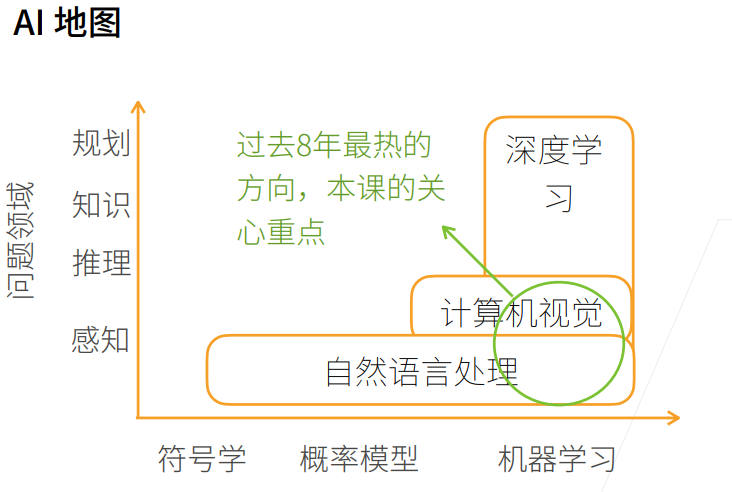 AI 地图
规划
知识
推理
感知
问题领域
过去8年最热的
方向，本课的关
心重点
深度学
习
计算机视觉
自然语言处理
符号学
概率模型
机器学习